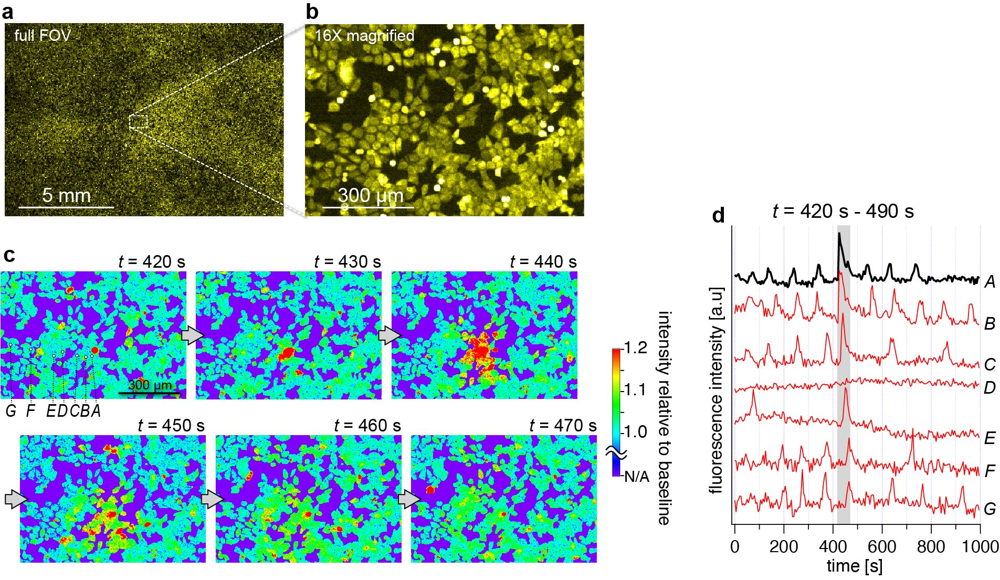 a
full FOV
5 mm
b
16X magnified
300 µm
c
t = 420 s
t = 430 s
t = 440 s
300 µm
G F E D C B A
t = 450 s
t = 460 s
t = 470 s
1.2
1.1
1.0
N/A
intensity relative to baseline
d
t = 420 s - 490 s
fluorescence intensity [a.u]
A
B
C
D
E
F
G
0 200 400 600 800 1000
time [s]